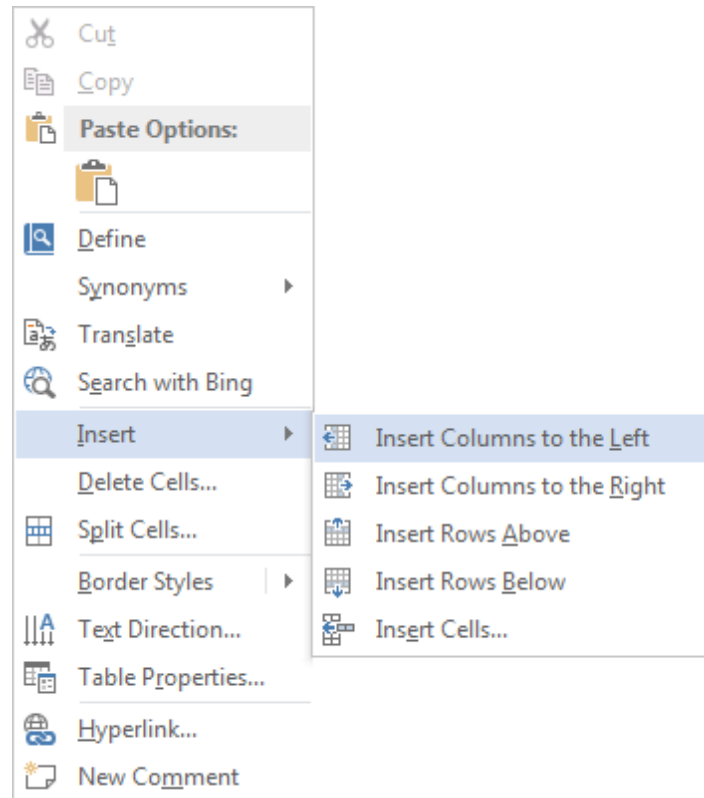 Cut
Copy
Paste Options:
Define
Synonyms
Translate
Search with Bing
Insert
Delete Cells...
Split Cells...
Border Styles
Text Direction...
Table Properties...
Hyperlink...
New Comment
Insert Columns to the Left
Insert Columns to the Right
Insert Rows Above
Insert Rows Below
Insert Cells...